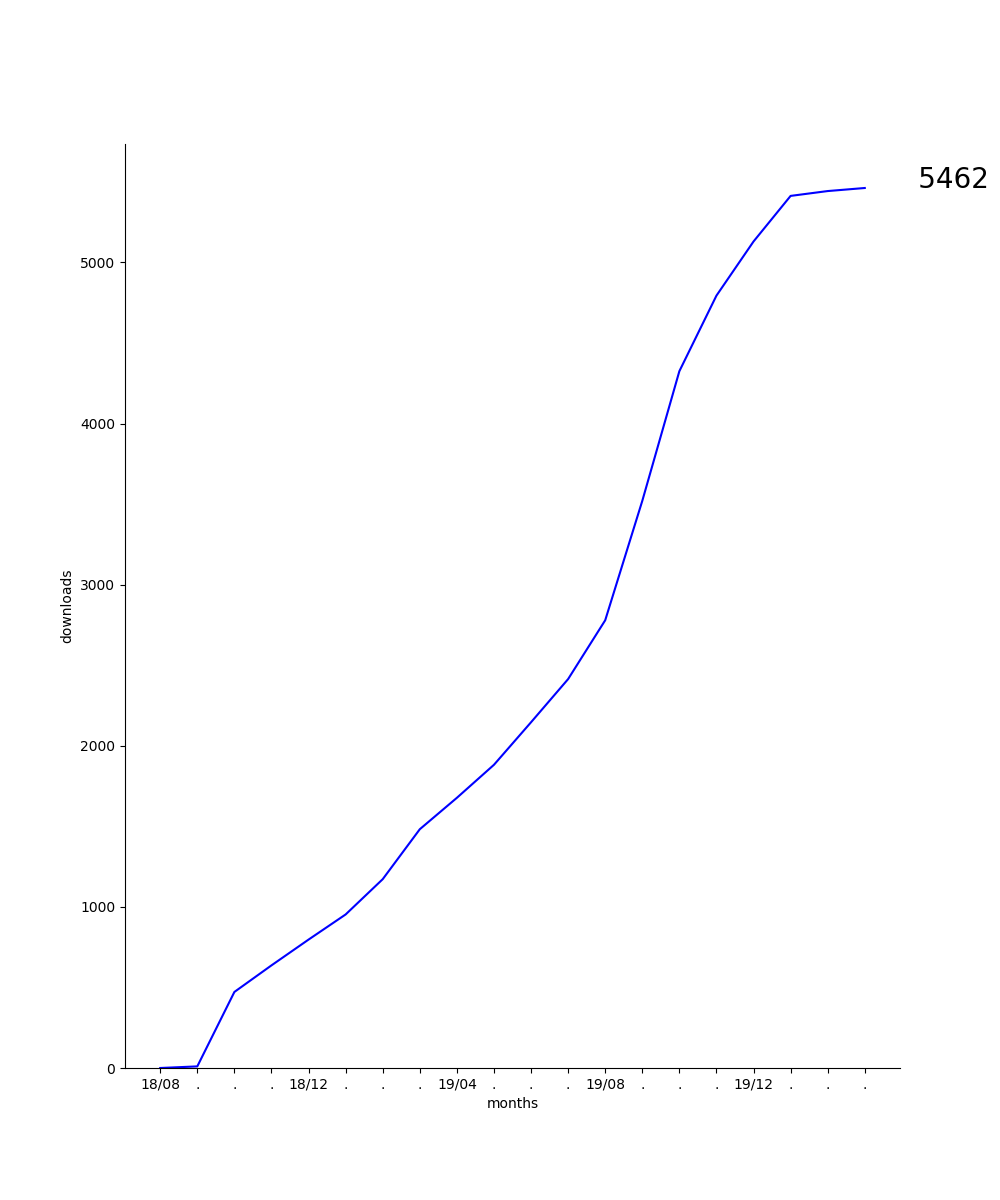 5462
5000
4000
3000
2000
1000
0
downloads
18/08 . . . 18/12 . . . 19/04 . . . 19/08 . . . 19/12 . . .
months